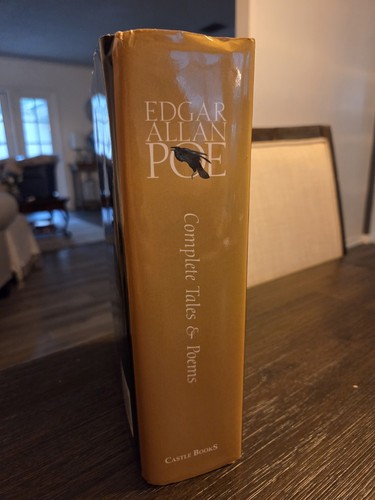 EDGAR
ALLAN
POE
Complete Tales & Poems
CASTLE BOOKS